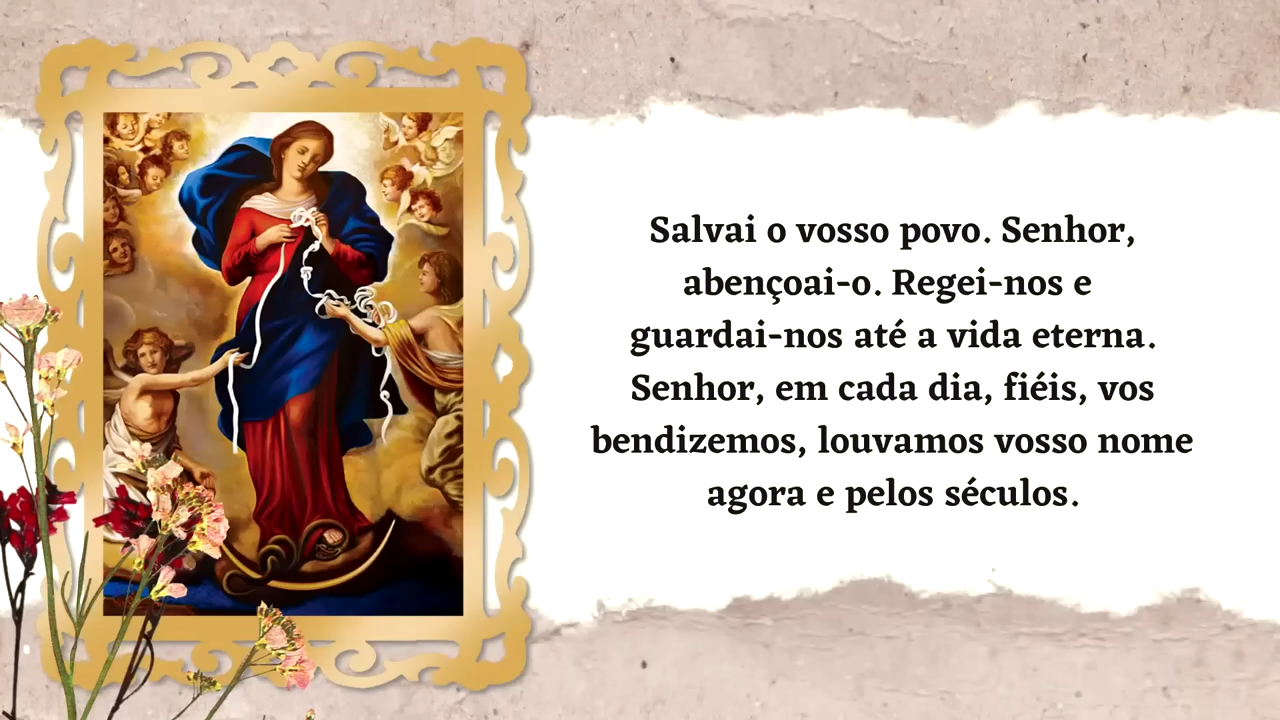 Salvai o vosso povo. Senhor,
abençoai-o. Regei-nos e
guardai-nos até a vida eterna.
Senhor, em cada dia, fiéis, vos
bendizemos, louvamos vosso nome
agora e pelos séculos.